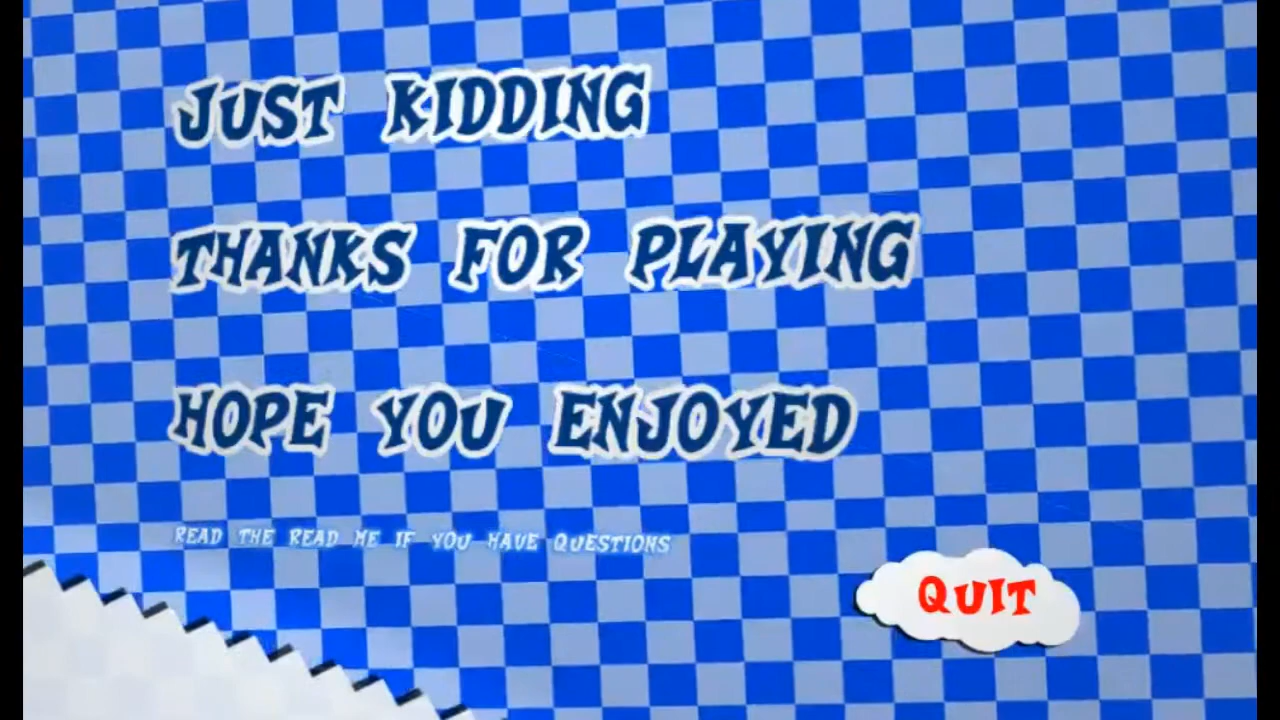 JUST KIDDING
THANKS FOR PLAYING
HOPE YOU ENJOYED
READ THE READ ME IF YOU HAVE QUESTIONS
QUIT